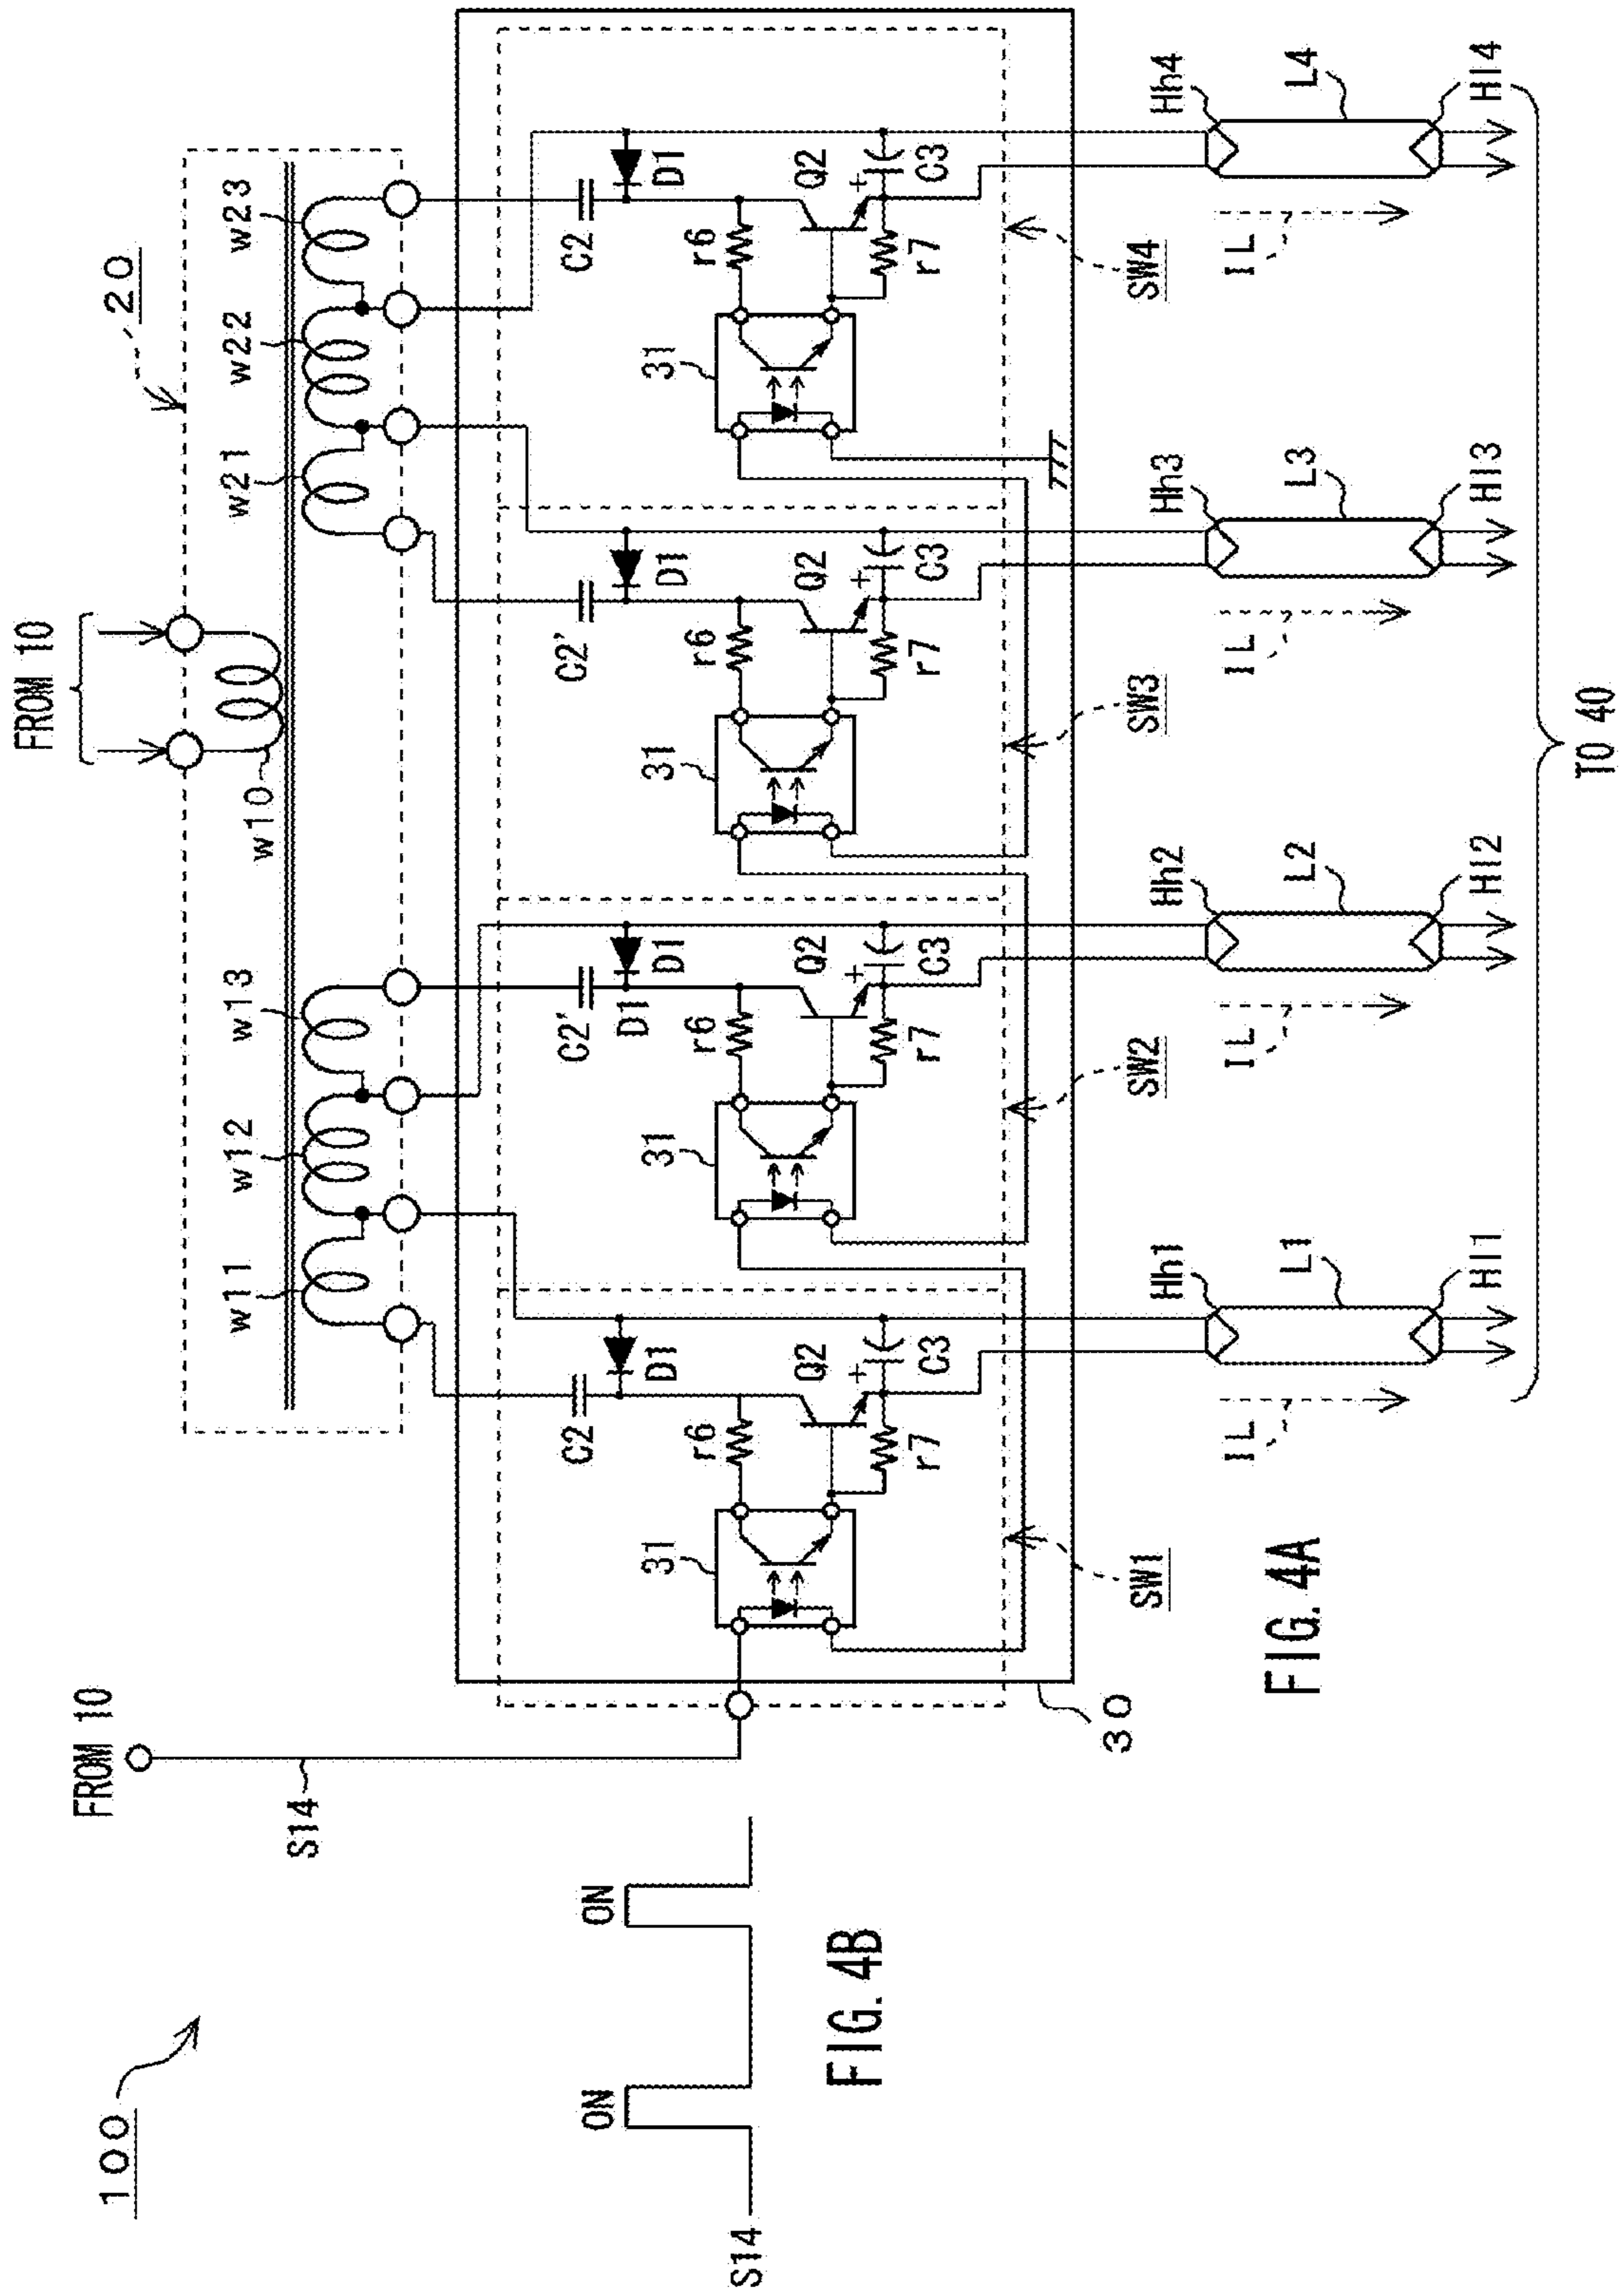 FROM 10
FROM 10
100
20
w11
w12
w13
w21
w22
w23
w10
S14
C2
C2'
C2'
C2
ON
ON
D1
D1
D1
D1
D1
31
31
31
31
r6
r6
r6
r6
S14
Q2
Q2
Q2
Q2
+
+
+
+
FIG. 4B
r7
C3
r7
C3
r7
C3
r7
C3
30
SW1
SW2
SW3
SW4
Hh1
Hh2
Hh3
Hh4
IL
IL
IL
IL
FIG. 4A
L1
L2
L3
L4
Hl1
Hl2
Hl3
Hl4
TO 40